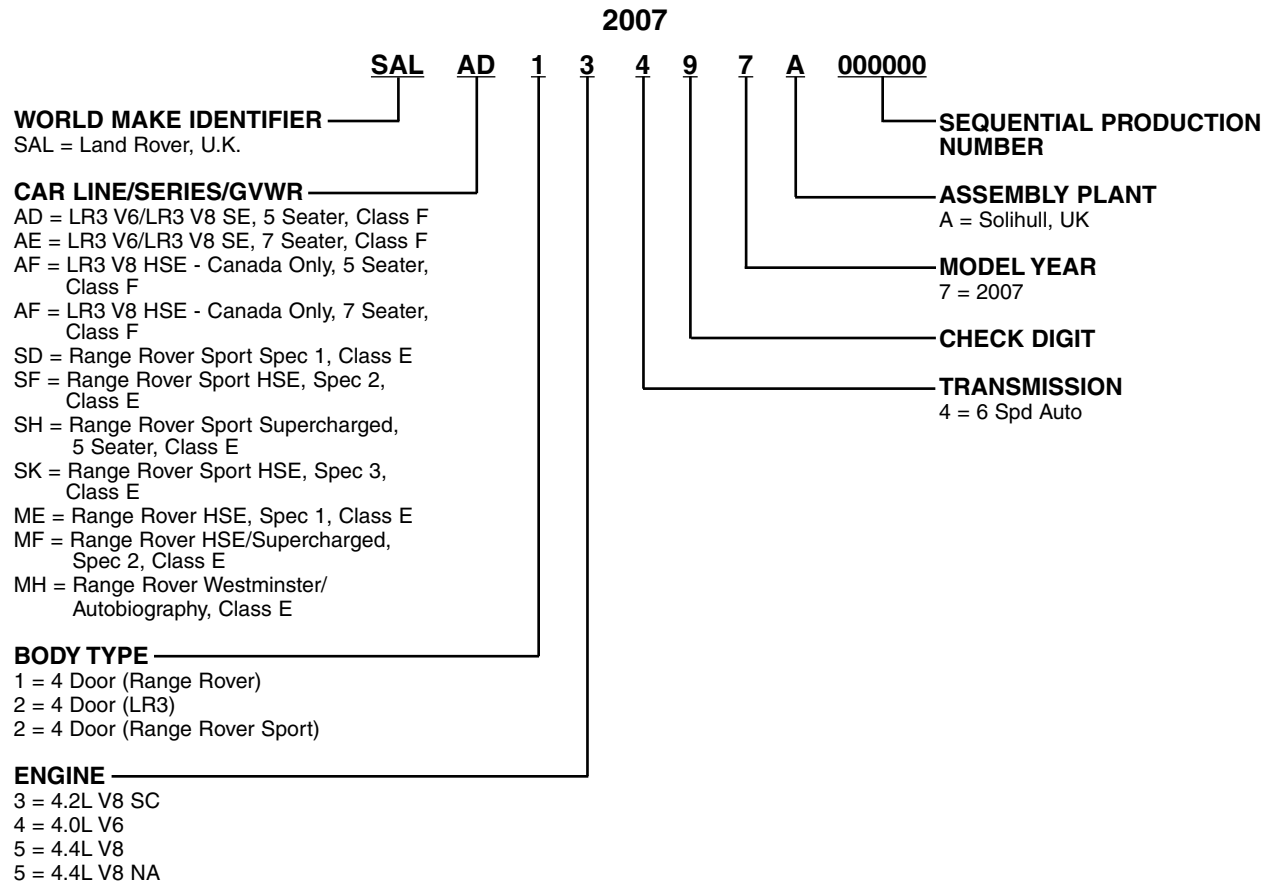 2007
SAL AD 1 3 4 9 7 A 000000
WORLD MAKE IDENTIFIER
SAL = Land Rover, U.K.
CAR LINE/SERIES/GVWR
AD = LR3 V6/LR3 V8 SE, 5 Seater, Class F
AE = LR3 V6/LR3 V8 SE, 7 Seater, Class F
AF = LR3 V8 HSE - Canada Only, 5 Seater,
Class F
AF = LR3 V8 HSE - Canada Only, 7 Seater,
Class F
SD = Range Rover Sport Spec 1, Class E
SF = Range Rover Sport HSE, Spec 2,
Class E
SH = Range Rover Sport Supercharged,
5 Seater, Class E
SK = Range Rover Sport HSE, Spec 3,
Class E
ME = Range Rover HSE, Spec 1, Class E
MF = Range Rover HSE/Supercharged,
Spec 2, Class E
MH = Range Rover Westminster/
Autobiography, Class E
BODY TYPE
1 = 4 Door (Range Rover)
2 = 4 Door (LR3)
2 = 4 Door (Range Rover Sport)
ENGINE
3 = 4.2L V8 SC
4 = 4.0L V6
5 = 4.4L V8
5 = 4.4L V8 NA
SEQUENTIAL PRODUCTION
NUMBER
ASSEMBLY PLANT
A = Solihull, UK
MODEL YEAR
7 = 2007
CHECK DIGIT
TRANSMISSION
4 = 6 Spd Auto